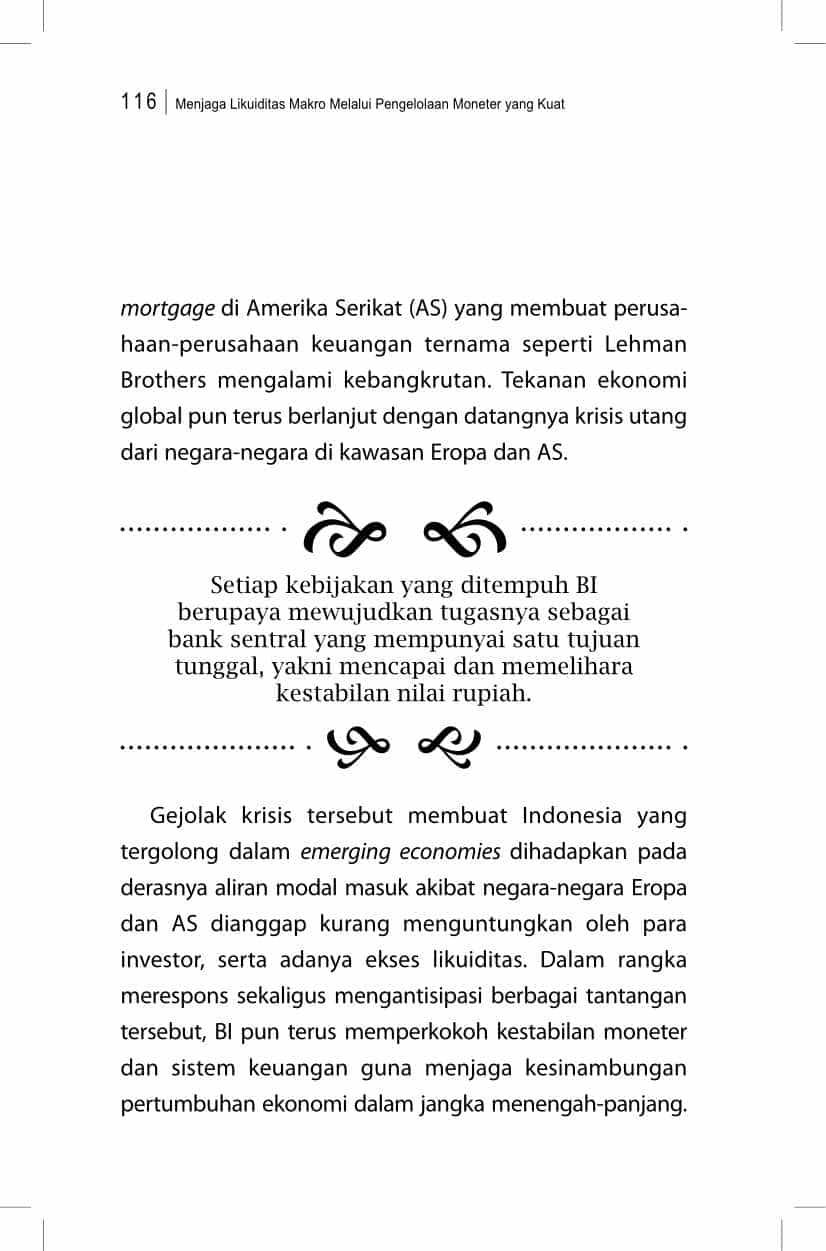 116 | Menjaga Likuiditas Makro Melalui Pengelolaan Moneter yang Kuat
mortgage di Amerika Serikat (AS) yang membuat perusa-
haan-perusahaan keuangan ternama seperti Lehman
Brothers mengalami kebangkrutan. Tekanan ekonomi
global pun terus berlanjut dengan datangnya krisis utang
dari negara-negara di kawasan Eropa dan AS.
Setiap kebijakan yang ditempuh BI
berupaya mewujudkan tugasnya sebagai
bank sentral yang mempunyai satu tujuan
tunggal, yakni mencapai dan memelihara
kestabilan nilai rupiah.
Gejolak krisis tersebut membuat Indonesia yang
tergolong dalam emerging economies dihadapkan pada
derasnya aliran modal masuk akibat negara-negara Eropa
dan AS dianggap kurang menguntungkan oleh para
investor, serta adanya ekses likuiditas. Dalam rangka
merespons sekaligus mengantisipasi berbagai tantangan
tersebut, BI pun terus memperkokoh kestabilan moneter
dan sistem keuangan guna menjaga kesinambungan
pertumbuhan ekonomi dalam jangka menengah-panjang.